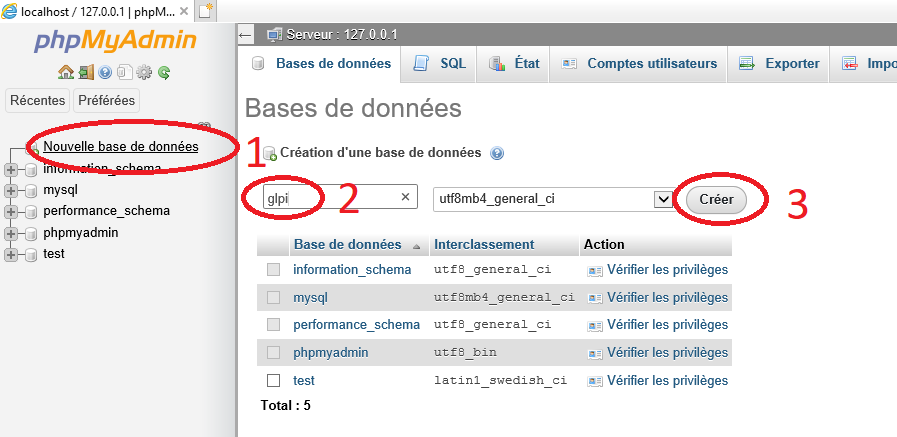 localhost / 127.0.0.1 | phpM...
phpMyAdmin
Récentes Préférées
Nouvelle base de données
information_schema
mysql
performance_schema
phpmyadmin
test
Serveur : 127.0.0.1
Bases de données SQL État Comptes utilisateurs Exporter Impo
Bases de données
1 Création d'une base de données
glpi 2 utf8mb4_general_ci Créer 3
Base de données Interclassement Action
information_schema utf8_general_ci Vérifier les privilèges
mysql utf8mb4_general_ci Vérifier les privilèges
performance_schema utf8_general_ci Vérifier les privilèges
phpmyadmin utf8_bin Vérifier les privilèges
test latin1_swedish_ci Vérifier les privilèges
Total : 5